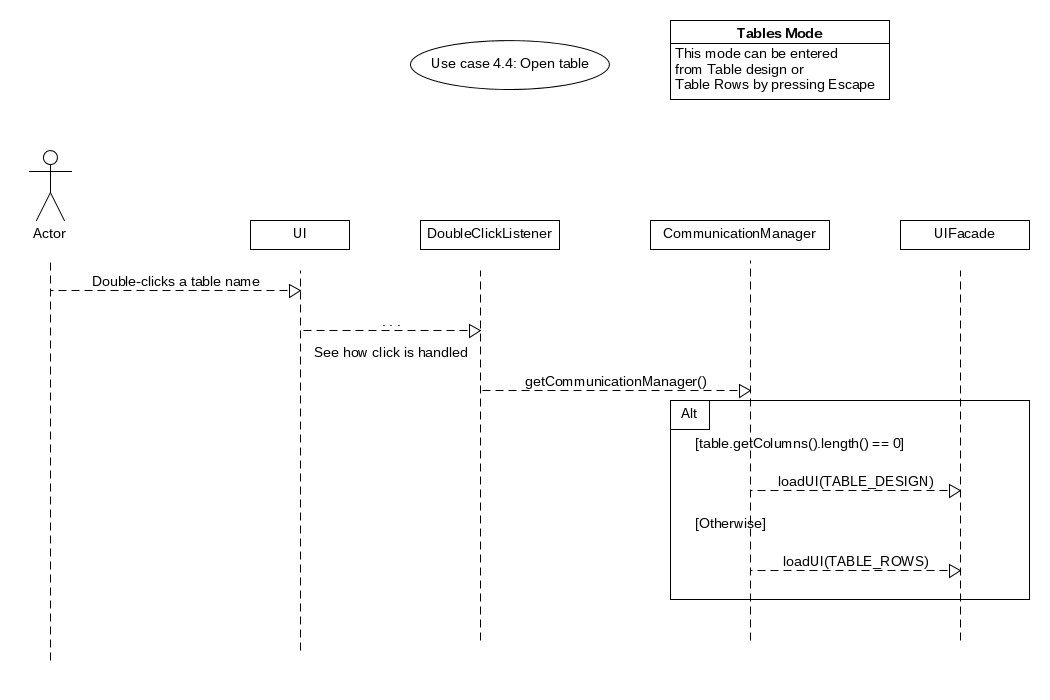 Tables Mode
Use case 4.4: Open table
This mode can be entered
from Table design or
Table Rows by pressing Escape
Actor
UI
DoubleClickListener
CommunicationManager
UIFacade
Double-clicks a table name
. . .
See how click is handled
getCommunicationManager()
Alt
[table.getColumns().length() == 0]
loadUI(TABLE_DESIGN)
[Otherwise]
loadUI(TABLE_ROWS)